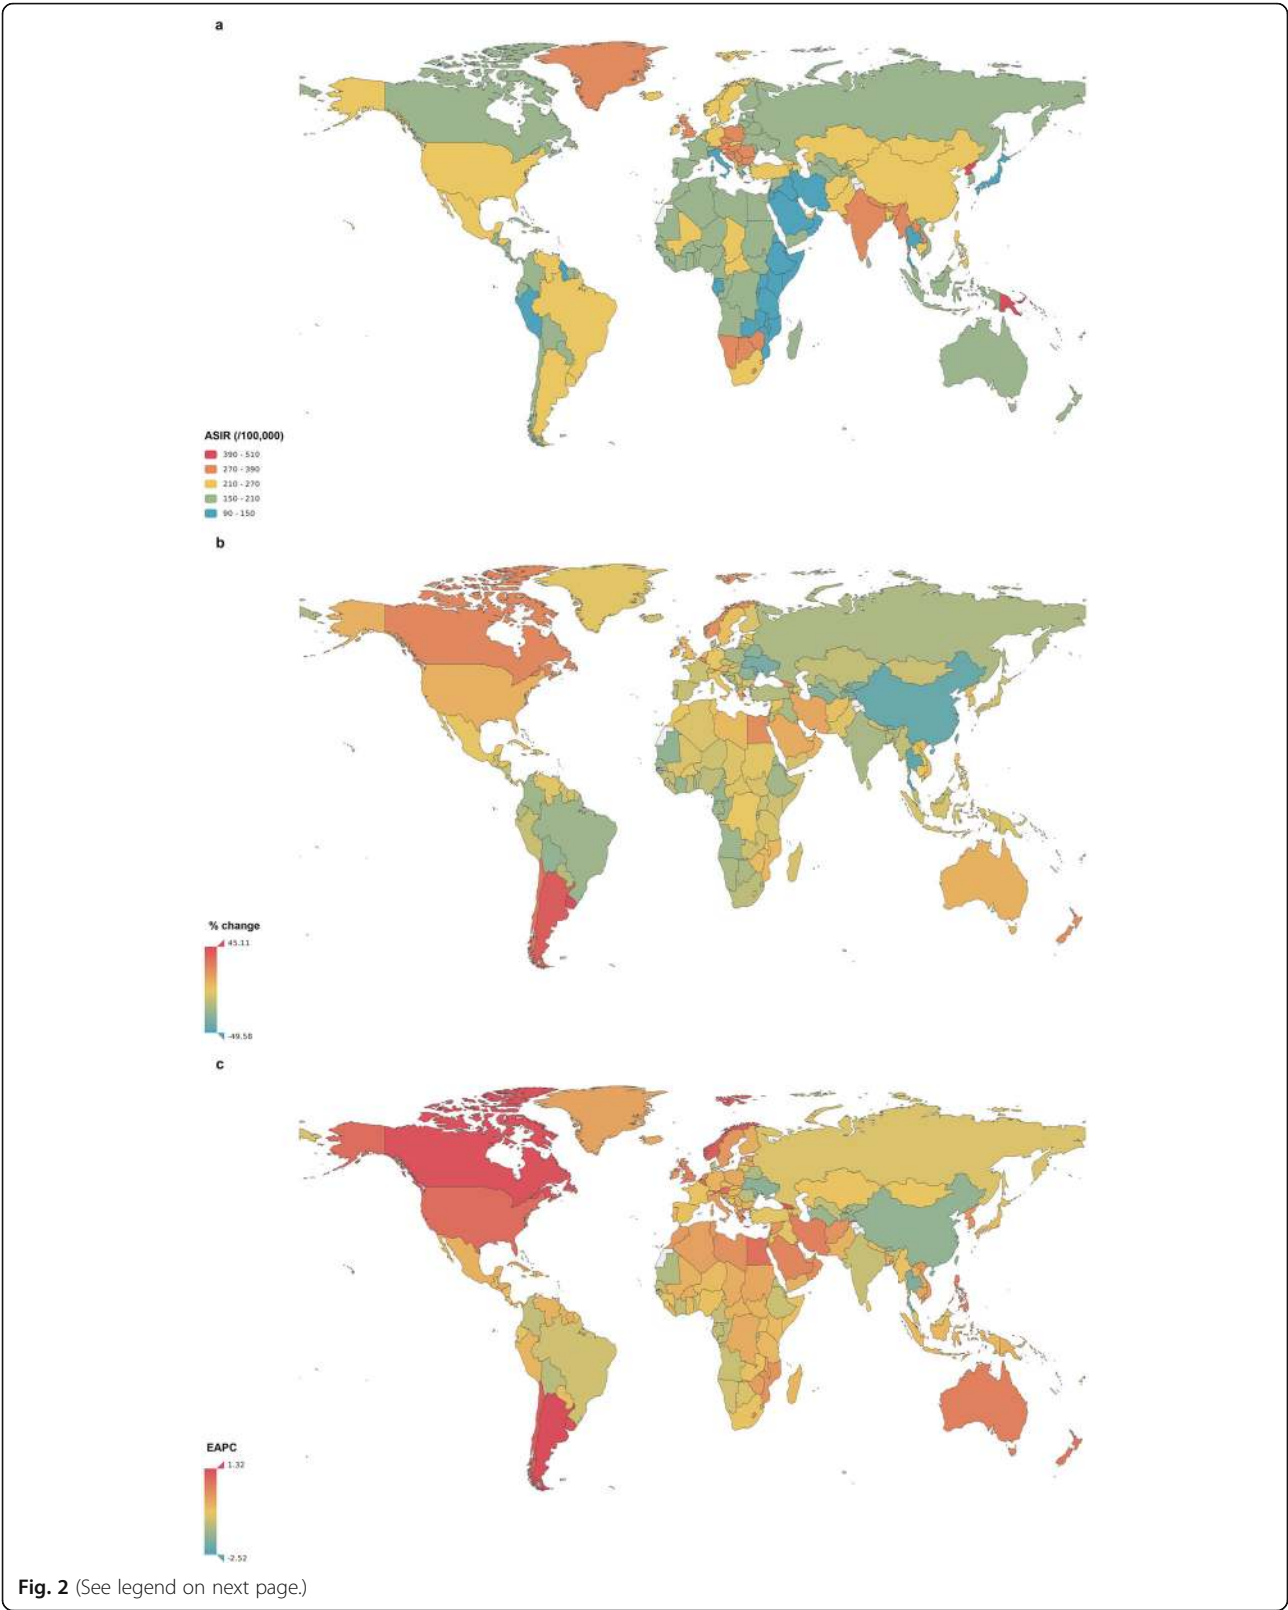 a
ASIR (/100,000)
390 - 510
270 - 390
210 - 270
150 - 210
90 - 150
b
% change
45.11
-49.58
c
EAPC
1.32
-2.52
Fig. 2 (See legend on next page.)